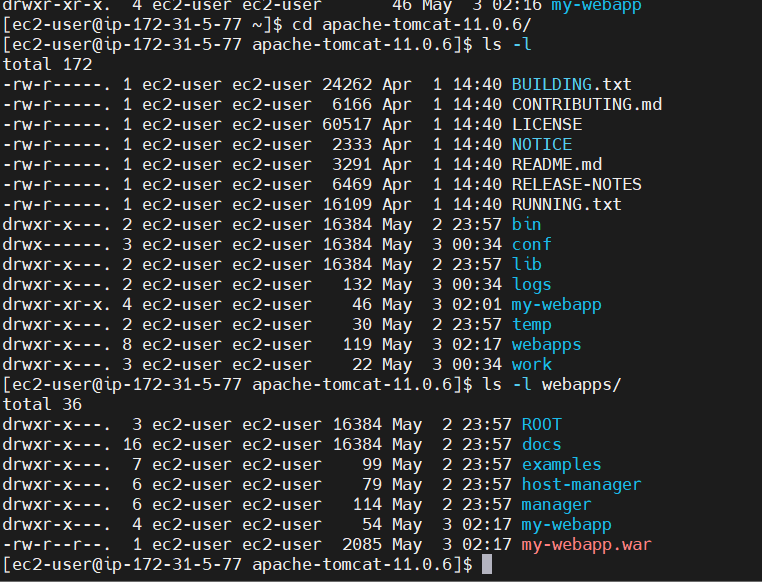 drwxr-xr-x.  4 ec2-user ec2-user       46 May  3 02:16 my-webapp
[ec2-user@ip-172-31-5-77 ~]$ cd apache-tomcat-11.0.6/
[ec2-user@ip-172-31-5-77 apache-tomcat-11.0.6]$ ls -l
total 172
-rw-r-----. 1 ec2-user ec2-user 24262 Apr  1 14:40 BUILDING.txt
-rw-r-----. 1 ec2-user ec2-user  6166 Apr  1 14:40 CONTRIBUTING.md
-rw-r-----. 1 ec2-user ec2-user 60517 Apr  1 14:40 LICENSE
-rw-r-----. 1 ec2-user ec2-user  2333 Apr  1 14:40 NOTICE
-rw-r-----. 1 ec2-user ec2-user  3291 Apr  1 14:40 README.md
-rw-r-----. 1 ec2-user ec2-user  6469 Apr  1 14:40 RELEASE-NOTES
-rw-r-----. 1 ec2-user ec2-user 16109 Apr  1 14:40 RUNNING.txt
drwxr-x---. 2 ec2-user ec2-user 16384 May  2 23:57 bin
drwx------. 3 ec2-user ec2-user 16384 May  3 00:34 conf
drwxr-x---. 2 ec2-user ec2-user 16384 May  2 23:57 lib
drwxr-x---. 2 ec2-user ec2-user   132 May  3 00:34 logs
drwxr-xr-x. 4 ec2-user ec2-user    46 May  3 02:01 my-webapp
drwxr-x---. 2 ec2-user ec2-user    30 May  2 23:57 temp
drwxr-x---. 8 ec2-user ec2-user   119 May  3 02:17 webapps
drwxr-x---. 3 ec2-user ec2-user    22 May  3 00:34 work
[ec2-user@ip-172-31-5-77 apache-tomcat-11.0.6]$ ls -l webapps/
total 36
drwxr-x---.  3 ec2-user ec2-user 16384 May  2 23:57 ROOT
drwxr-x---. 16 ec2-user ec2-user 16384 May  2 23:57 docs
drwxr-x---.  7 ec2-user ec2-user    99 May  2 23:57 examples
drwxr-x---.  6 ec2-user ec2-user    79 May  2 23:57 host-manager
drwxr-x---.  6 ec2-user ec2-user   114 May  2 23:57 manager
drwxr-x---.  4 ec2-user ec2-user    54 May  3 02:17 my-webapp
-rw-r--r--.  1 ec2-user ec2-user  2085 May  3 02:17 my-webapp.war
[ec2-user@ip-172-31-5-77 apache-tomcat-11.0.6]$